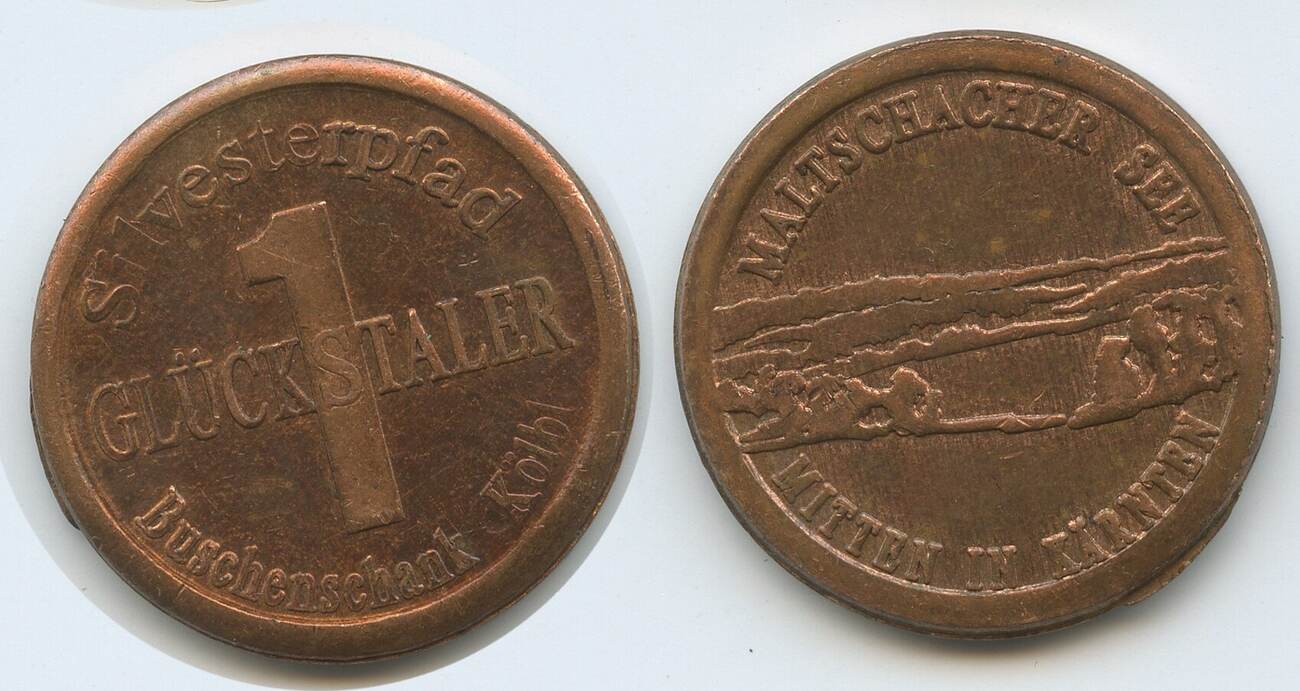 Silvesterpfad
1
GLÜCKSTALER
Buschenschank Kölbl
MALTSCHACHER SEE
MITTEN IN KÄRNTEN